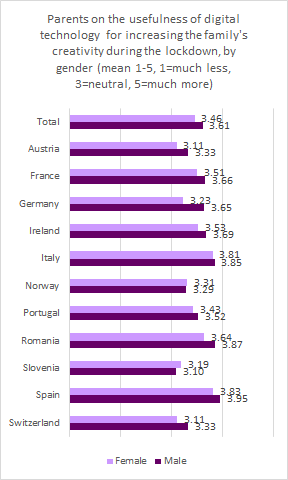 Parents on the usefulness of digital
technology for increasing the family's
creativity during the lockdown, by
gender (mean 1-5, 1=much less,
3=neutral, 5=much more)
Total 3.46
3.61
Austria 3.11
3.33
France 3.51
3.66
Germany 3.23
3.65
Ireland 3.53
3.69
Italy 3.81
3.85
Norway 3.31
3.29
Portugal 3.43
3.52
Romania 3.64
3.87
Slovenia 3.19
3.10
Spain 3.83
3.95
Switzerland 3.11
3.33
Female Male